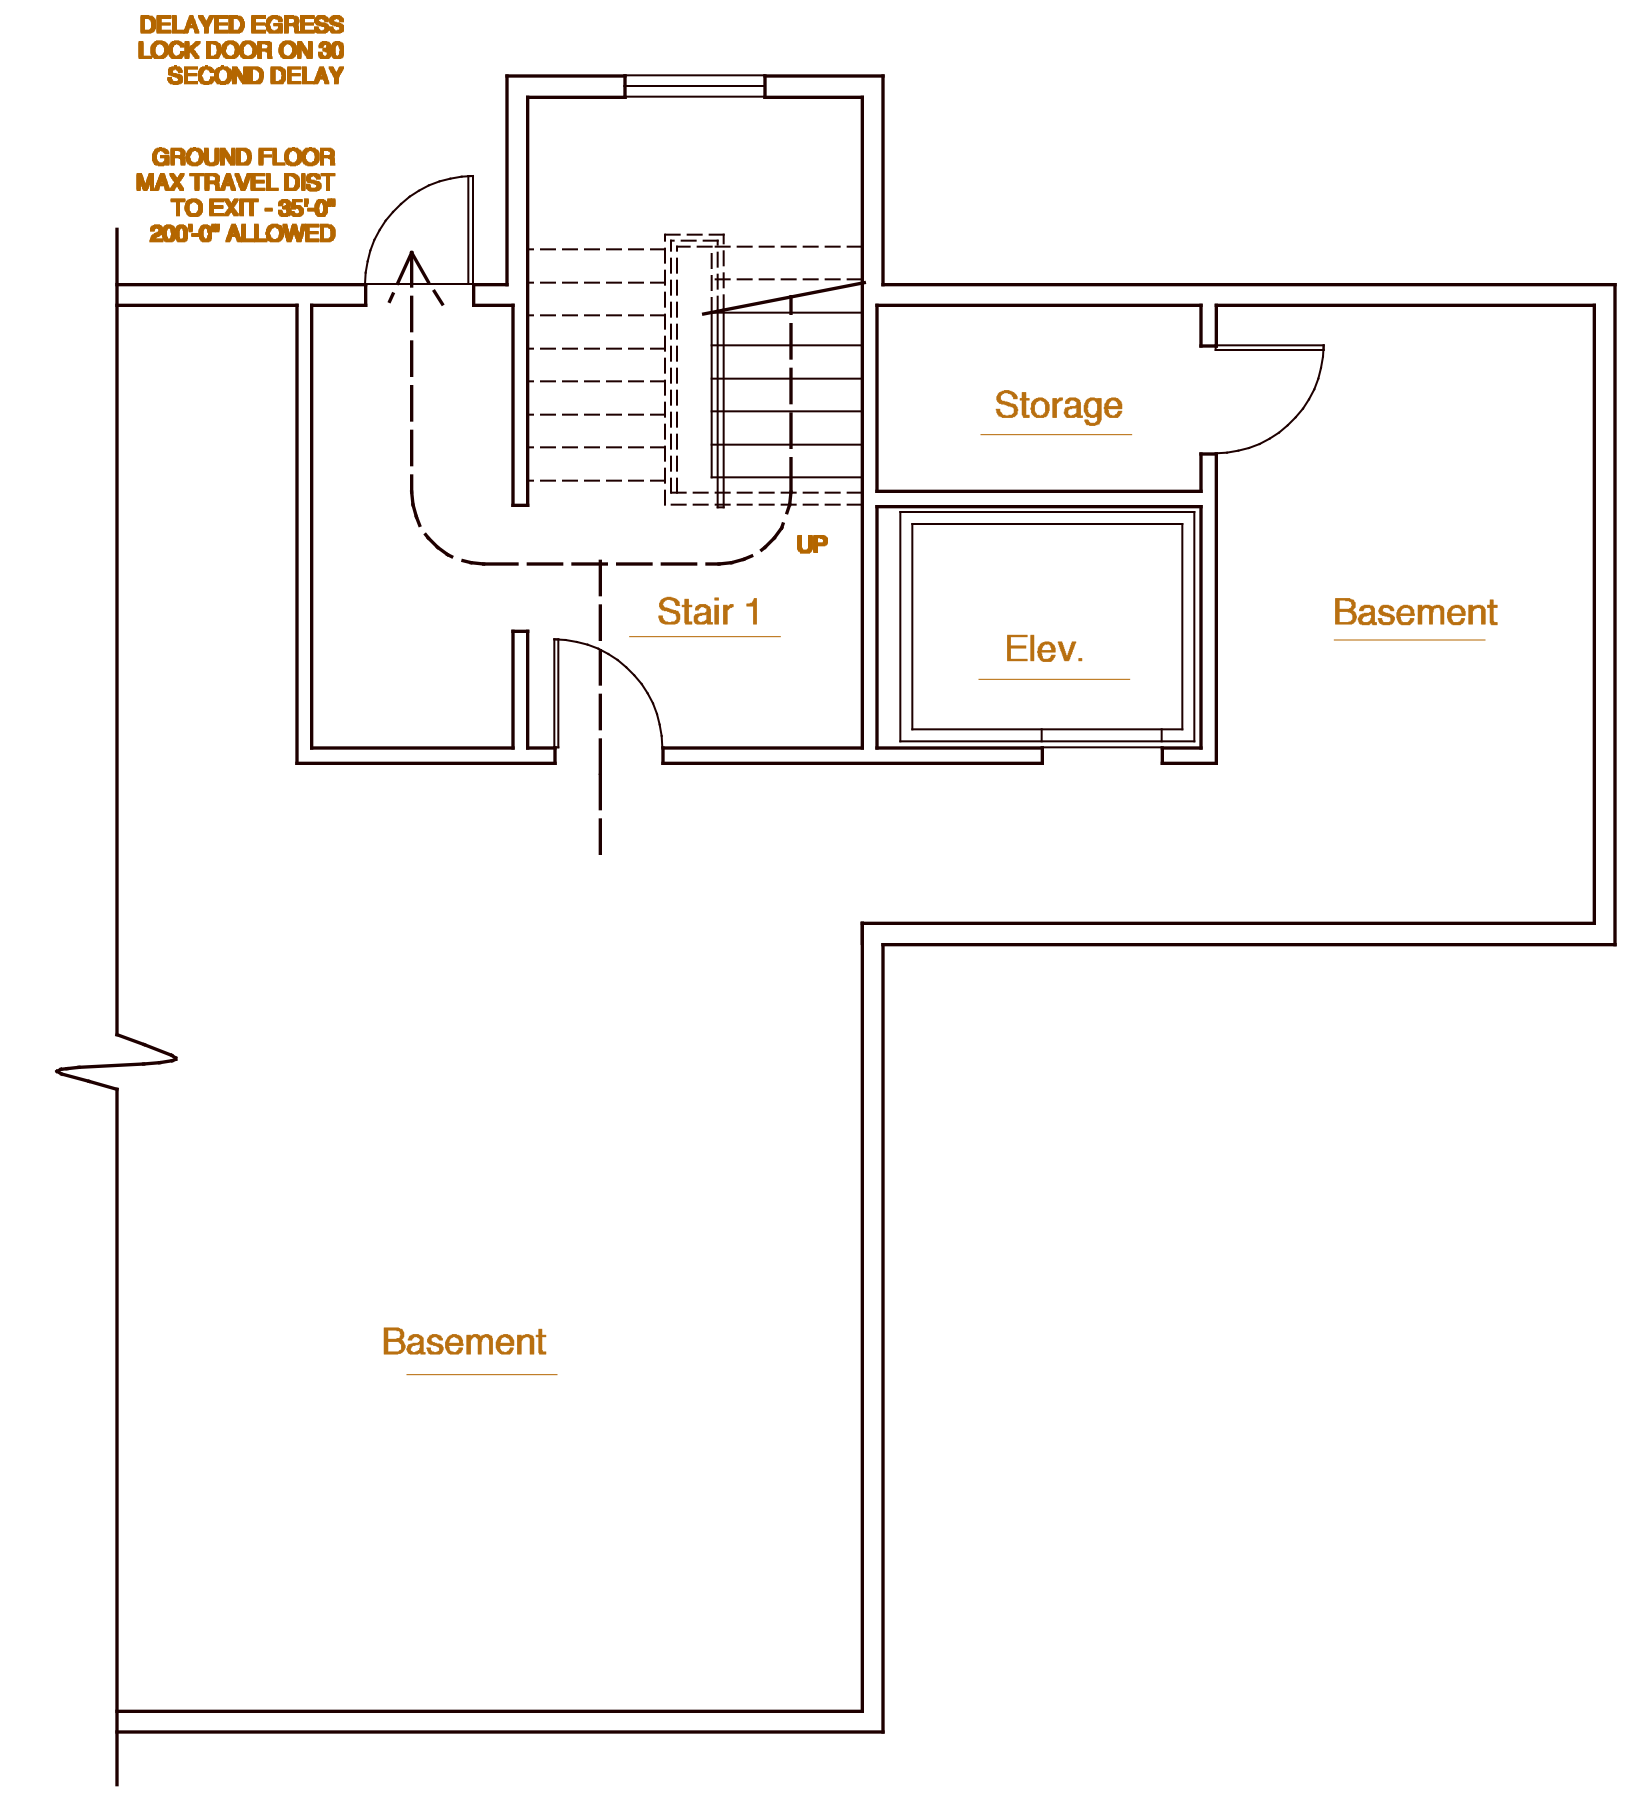 DELAYED EGRESS
LOCK DOOR ON 30
SECOND DELAY
GROUND FLOOR
MAX TRAVEL DIST
TO EXIT - 35'-0"
200'-0" ALLOWED
Storage
UP
Stair 1
Elev.
Basement
Basement